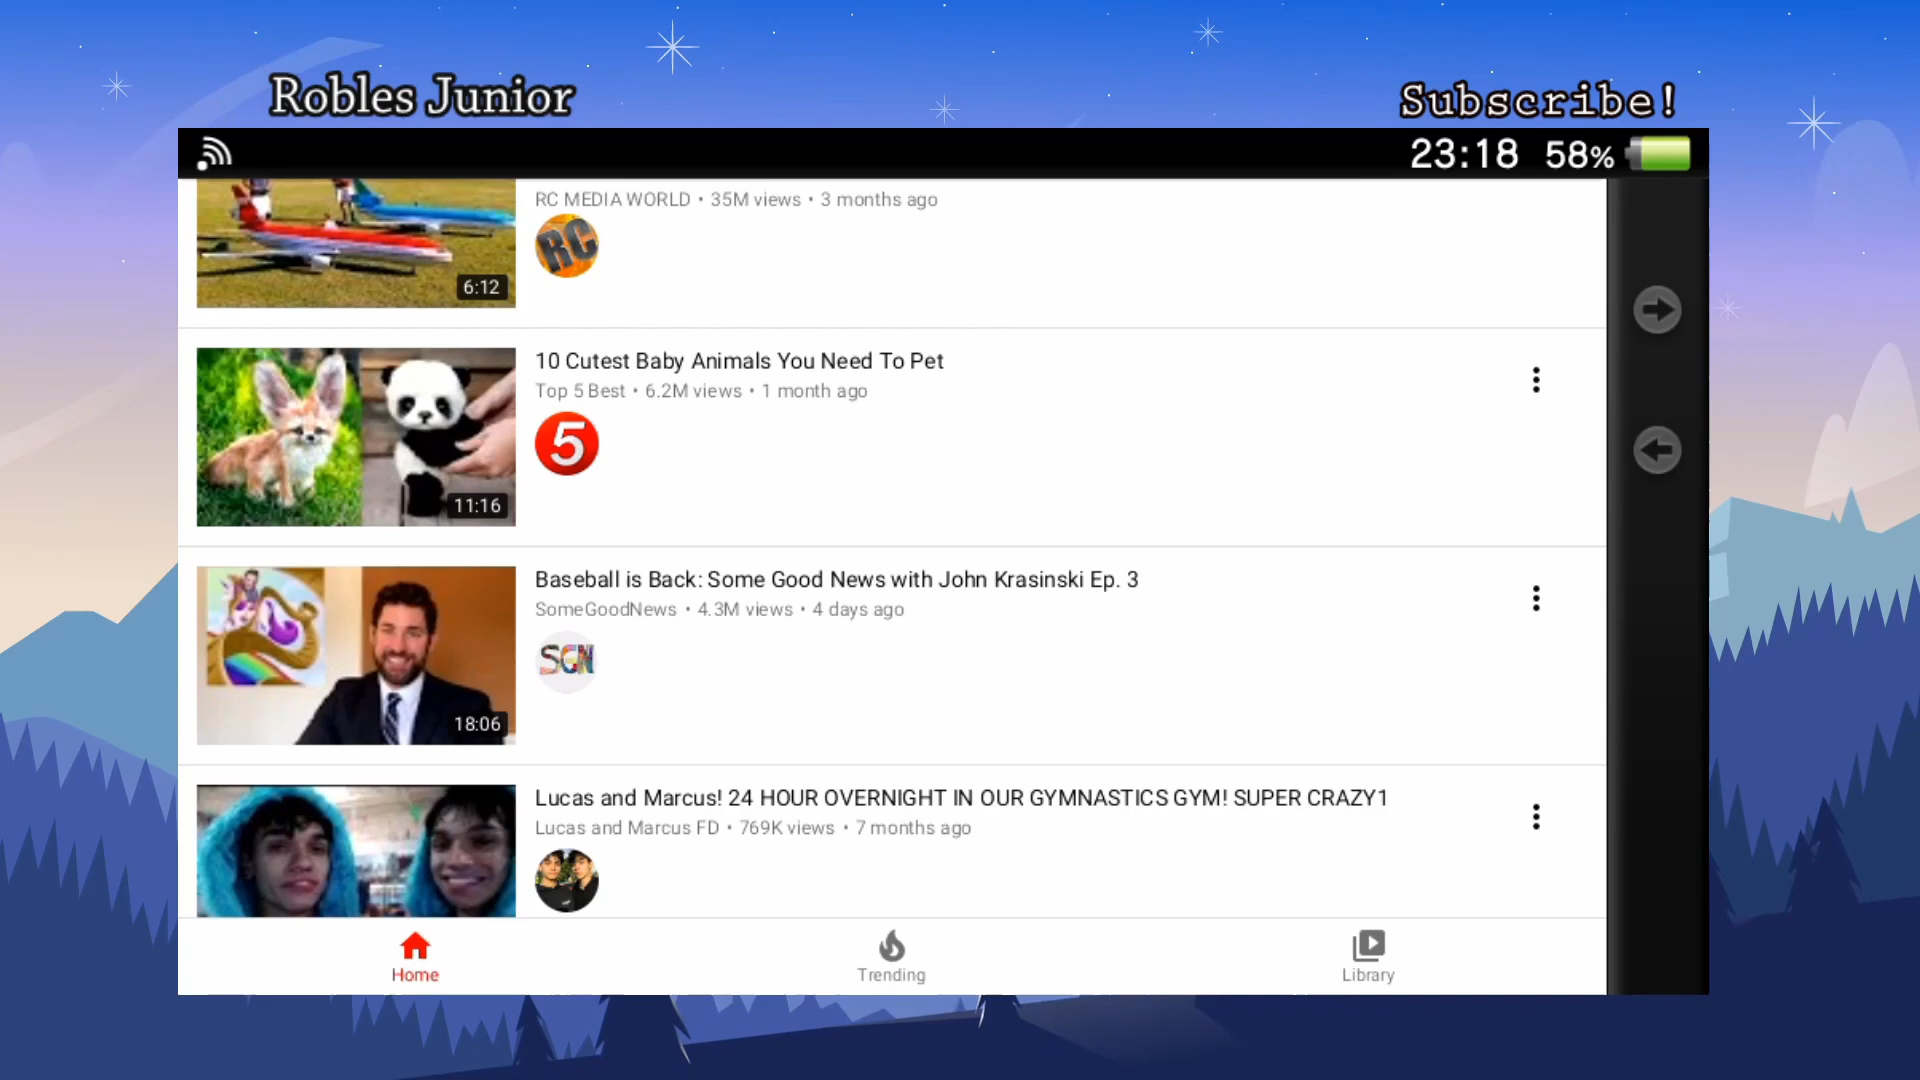 Robles Junior
Subscribe!
23:18 58%
RC MEDIA WORLD • 35M views • 3 months ago
RC
6:12
10 Cutest Baby Animals You Need To Pet
Top 5 Best • 6.2M views • 1 month ago
5
11:16
Baseball is Back: Some Good News with John Krasinski Ep. 3
SomeGoodNews • 4.3M views • 4 days ago
SGN
18:06
Lucas and Marcus! 24 HOUR OVERNIGHT IN OUR GYMNASTICS GYM! SUPER CRAZY1
Lucas and Marcus FD • 769K views • 7 months ago
Home
Trending
Library